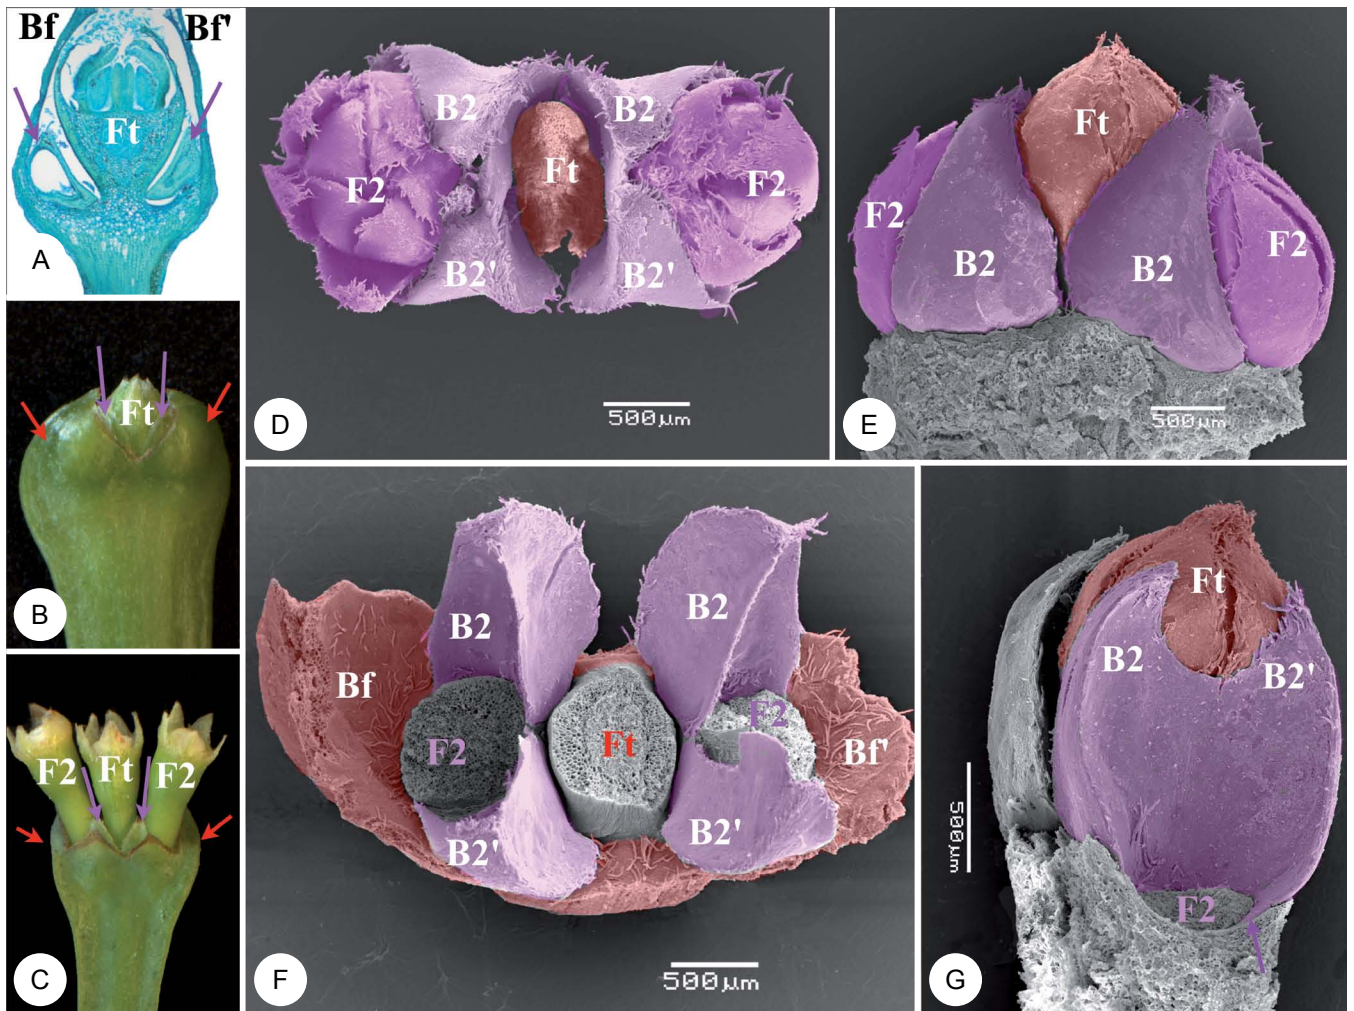 Bf Bf'
Ft
A
Ft
B
F2 Ft F2
C
B2 B2
Ft
F2 F2
B2' B2'
D
500µm
Ft
F2 F2
B2 B2
E
500µm
B2 B2
Bf
F2 Ft F2
Bf'
B2' B2'
F
500µm
Ft
B2
B2'
F2
500µm
G